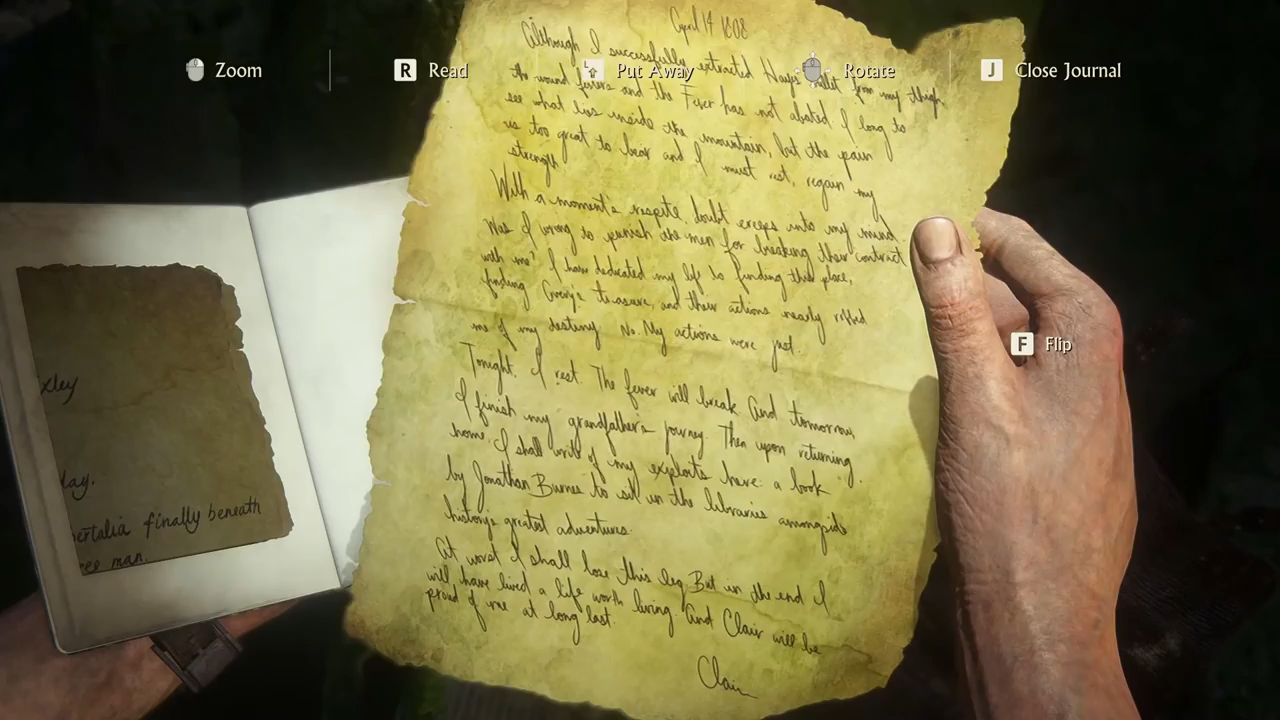 Zoom
R Read
Put Away
Rotate
J Close Journal
April 14 1808
Although I successfully extracted Hays bullet from my thigh,
the wound festers and the Fever has not abated. I long to
see what lies inside the mountain, but the pain
is too great to bear and I must rest, regain my
strength.
With a moment's respite, doubt creeps into my mind.
Was I wrong to punish the men for breaking their contract
with me? I have dedicated my life to finding this place,
finding Avery's treasure, and their actions nearly robbed
me of my destiny. No. My actions were just.
Tonight. I rest. The fever will break. And tomorrow,
I finish my grandfather's journey. Then upon returning
home. I shall write of my exploits here: a book
by Jonathan Burnes to sit in the libraries amongside
history's greatest adventures.
At worst I shall lose this leg. But in the end I
will have lived a life worth living. And Clair will be
proud of me at long last.
Clair
F Flip
xley
day.
bertalia finally beneath
ree man.